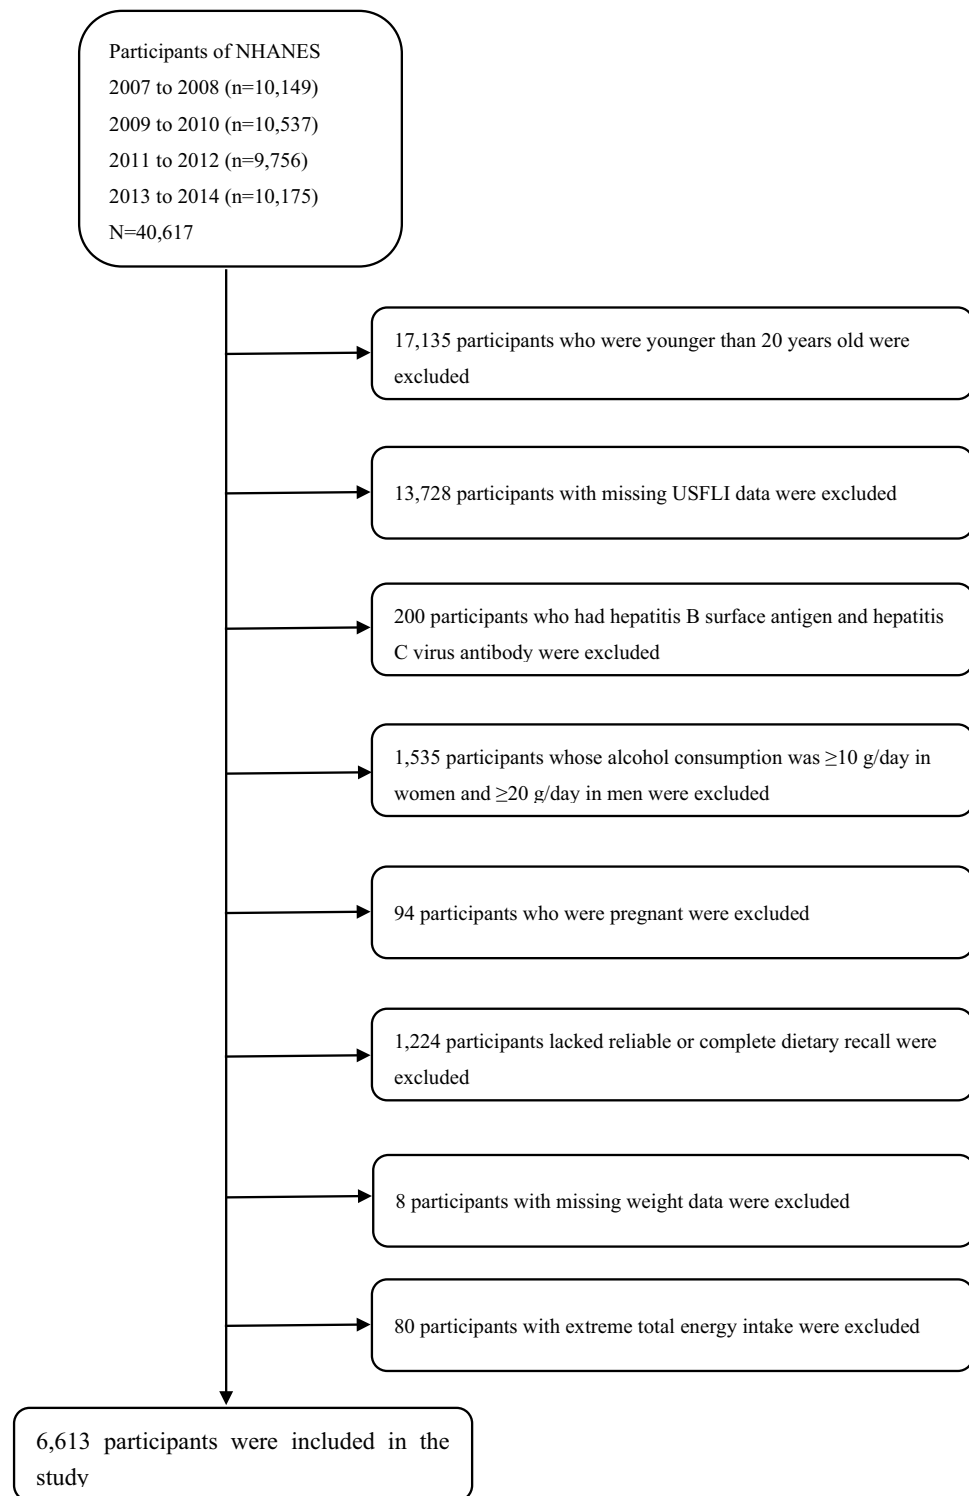 Participants of NHANES
2007 to 2008 (n=10,149)
2009 to 2010 (n=10,537)
2011 to 2012 (n=9,756)
2013 to 2014 (n=10,175)
N=40,617
17,135 participants who were younger than 20 years old were
excluded
13,728 participants with missing USFLI data were excluded
200 participants who had hepatitis B surface antigen and hepatitis
C virus antibody were excluded
1,535 participants whose alcohol consumption was ≥10 g/day in
women and ≥20 g/day in men were excluded
94 participants who were pregnant were excluded
1,224 participants lacked reliable or complete dietary recall were
excluded
8 participants with missing weight data were excluded
80 participants with extreme total energy intake were excluded
6,613 participants were included in the
study